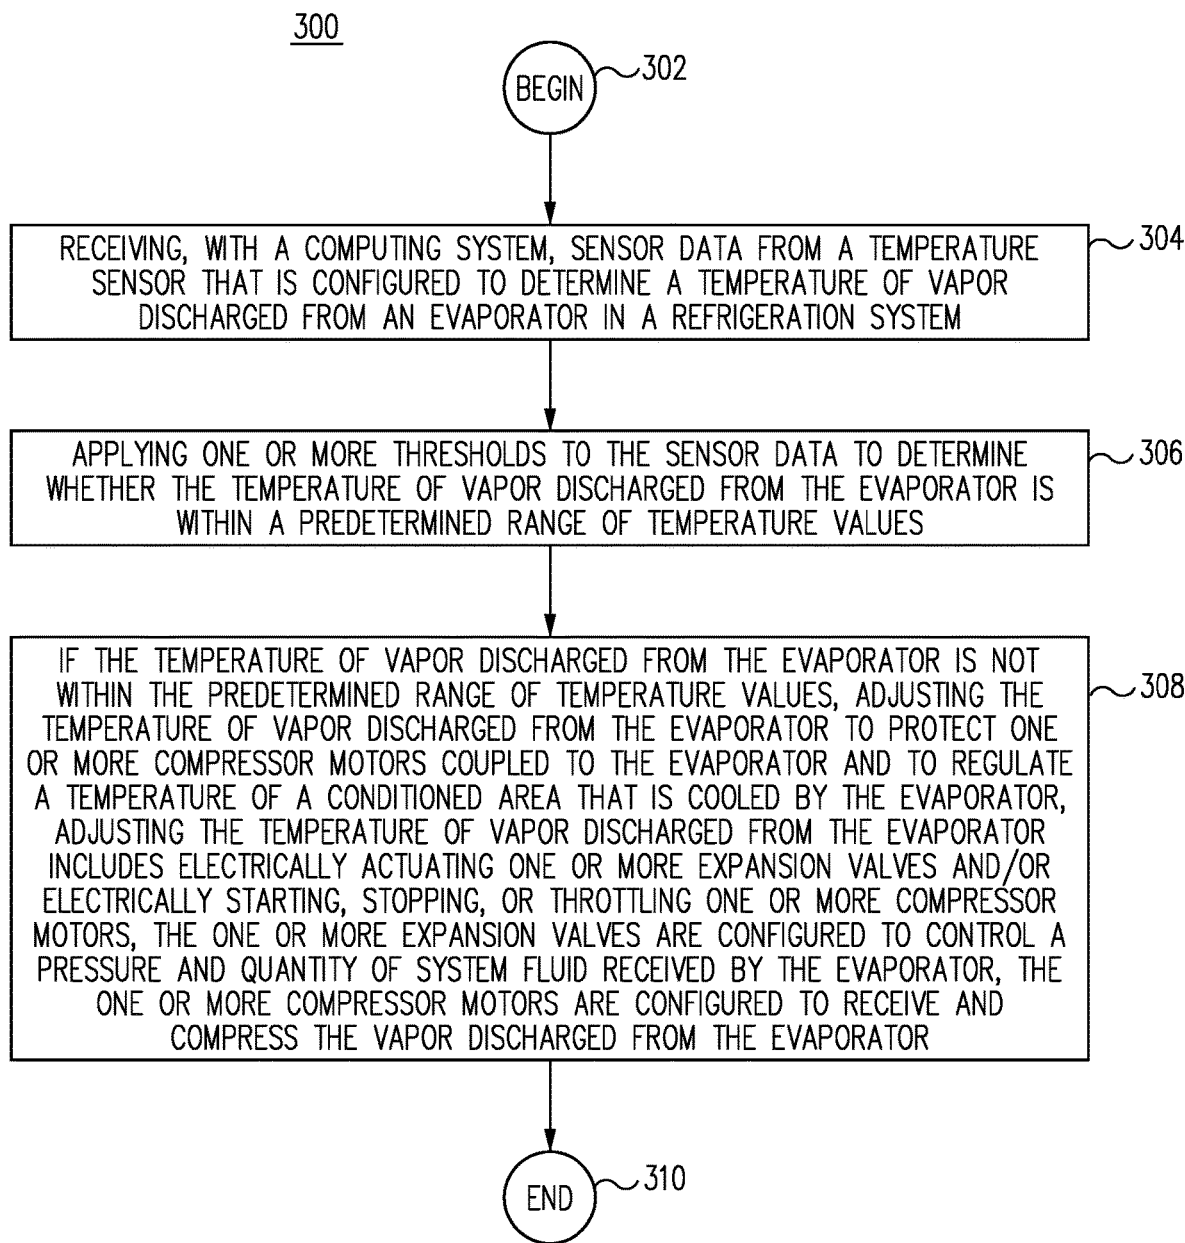 300
BEGIN
302
RECEIVING, WITH A COMPUTING SYSTEM, SENSOR DATA FROM A TEMPERATURE
SENSOR THAT IS CONFIGURED TO DETERMINE A TEMPERATURE OF VAPOR
DISCHARGED FROM AN EVAPORATOR IN A REFRIGERATION SYSTEM
304
APPLYING ONE OR MORE THRESHOLDS TO THE SENSOR DATA TO DETERMINE
WHETHER THE TEMPERATURE OF VAPOR DISCHARGED FROM THE EVAPORATOR IS
WITHIN A PREDETERMINED RANGE OF TEMPERATURE VALUES
306
IF THE TEMPERATURE OF VAPOR DISCHARGED FROM THE EVAPORATOR IS NOT
WITHIN THE PREDETERMINED RANGE OF TEMPERATURE VALUES, ADJUSTING THE
TEMPERATURE OF VAPOR DISCHARGED FROM THE EVAPORATOR TO PROTECT ONE
OR MORE COMPRESSOR MOTORS COUPLED TO THE EVAPORATOR AND TO REGULATE
A TEMPERATURE OF A CONDITIONED AREA THAT IS COOLED BY THE EVAPORATOR,
ADJUSTING THE TEMPERATURE OF VAPOR DISCHARGED FROM THE EVAPORATOR
INCLUDES ELECTRICALLY ACTUATING ONE OR MORE EXPANSION VALVES AND/OR
ELECTRICALLY STARTING, STOPPING, OR THROTTLING ONE OR MORE COMPRESSOR
MOTORS, THE ONE OR MORE EXPANSION VALVES ARE CONFIGURED TO CONTROL A
PRESSURE AND QUANTITY OF SYSTEM FLUID RECEIVED BY THE EVAPORATOR, THE
ONE OR MORE COMPRESSOR MOTORS ARE CONFIGURED TO RECEIVE AND
COMPRESS THE VAPOR DISCHARGED FROM THE EVAPORATOR
308
END
310